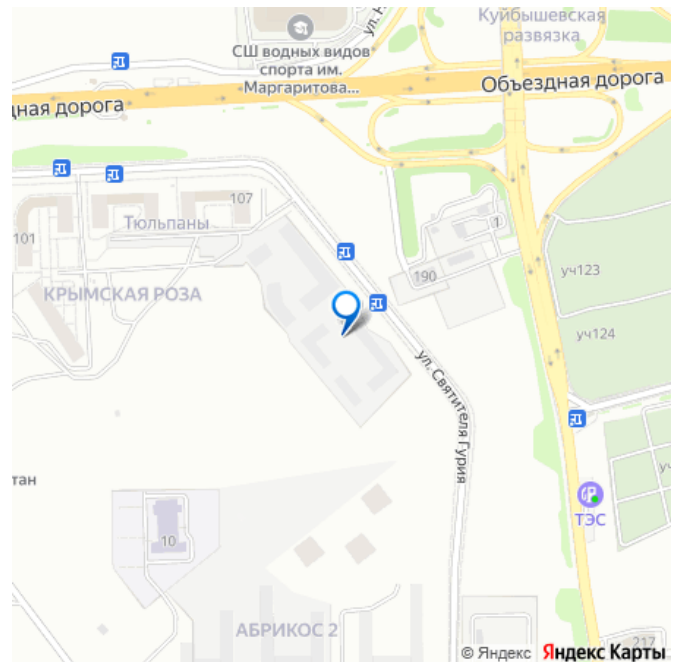 Куйбышевская
развязка
ул. Н
СШ водных видов
спорта им.
Маргаритова...
Объездная дорога
дная дорога
107
Тюльпаны
101
1
190
уч123
КРЫМСКАЯ РОЗА
уч124
ул. Святителя Гурия
тан
ТЭС
10
АБРИКОС 2
217
© Яндекс Яндекс Карты